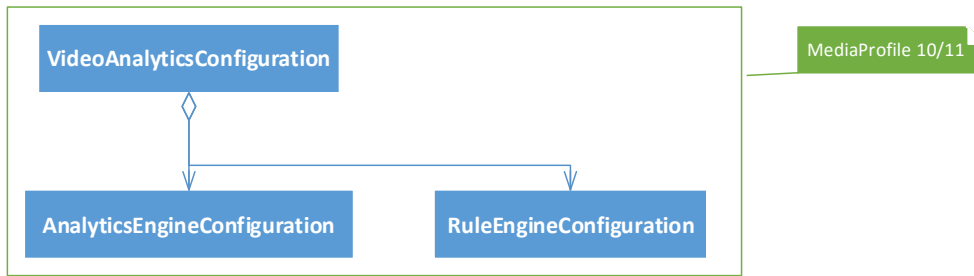 VideoAnalyticsConfiguration
MediaProfile 10/11
AnalyticsEngineConfiguration
RuleEngineConfiguration